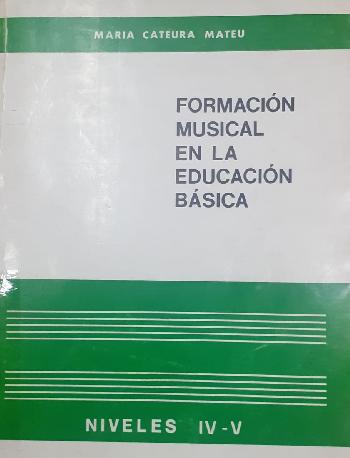 MARIA CATEURA MATEU
FORMACIÓN
MUSICAL
EN LA
EDUCACIÓN
BÁSICA
NIVELES IV-V